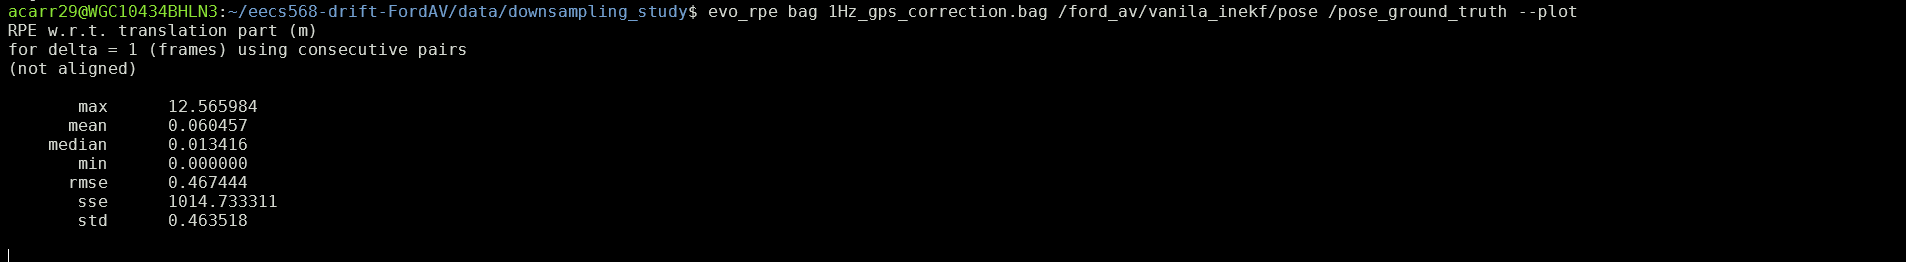 acarr29@WGC10434BHLN3:~/eecs568-drift-FordAV/data/downsampling_study$ evo_rpe bag 1Hz_gps_correction.bag /ford_av/vanila_inekf/pose /pose_ground_truth --plot
RPE w.r.t. translation part (m)
for delta = 1 (frames) using consecutive pairs
(not aligned)
max 12.565984
mean 0.060457
median 0.013416
min 0.000000
rmse 0.467444
sse 1014.733311
std 0.463518